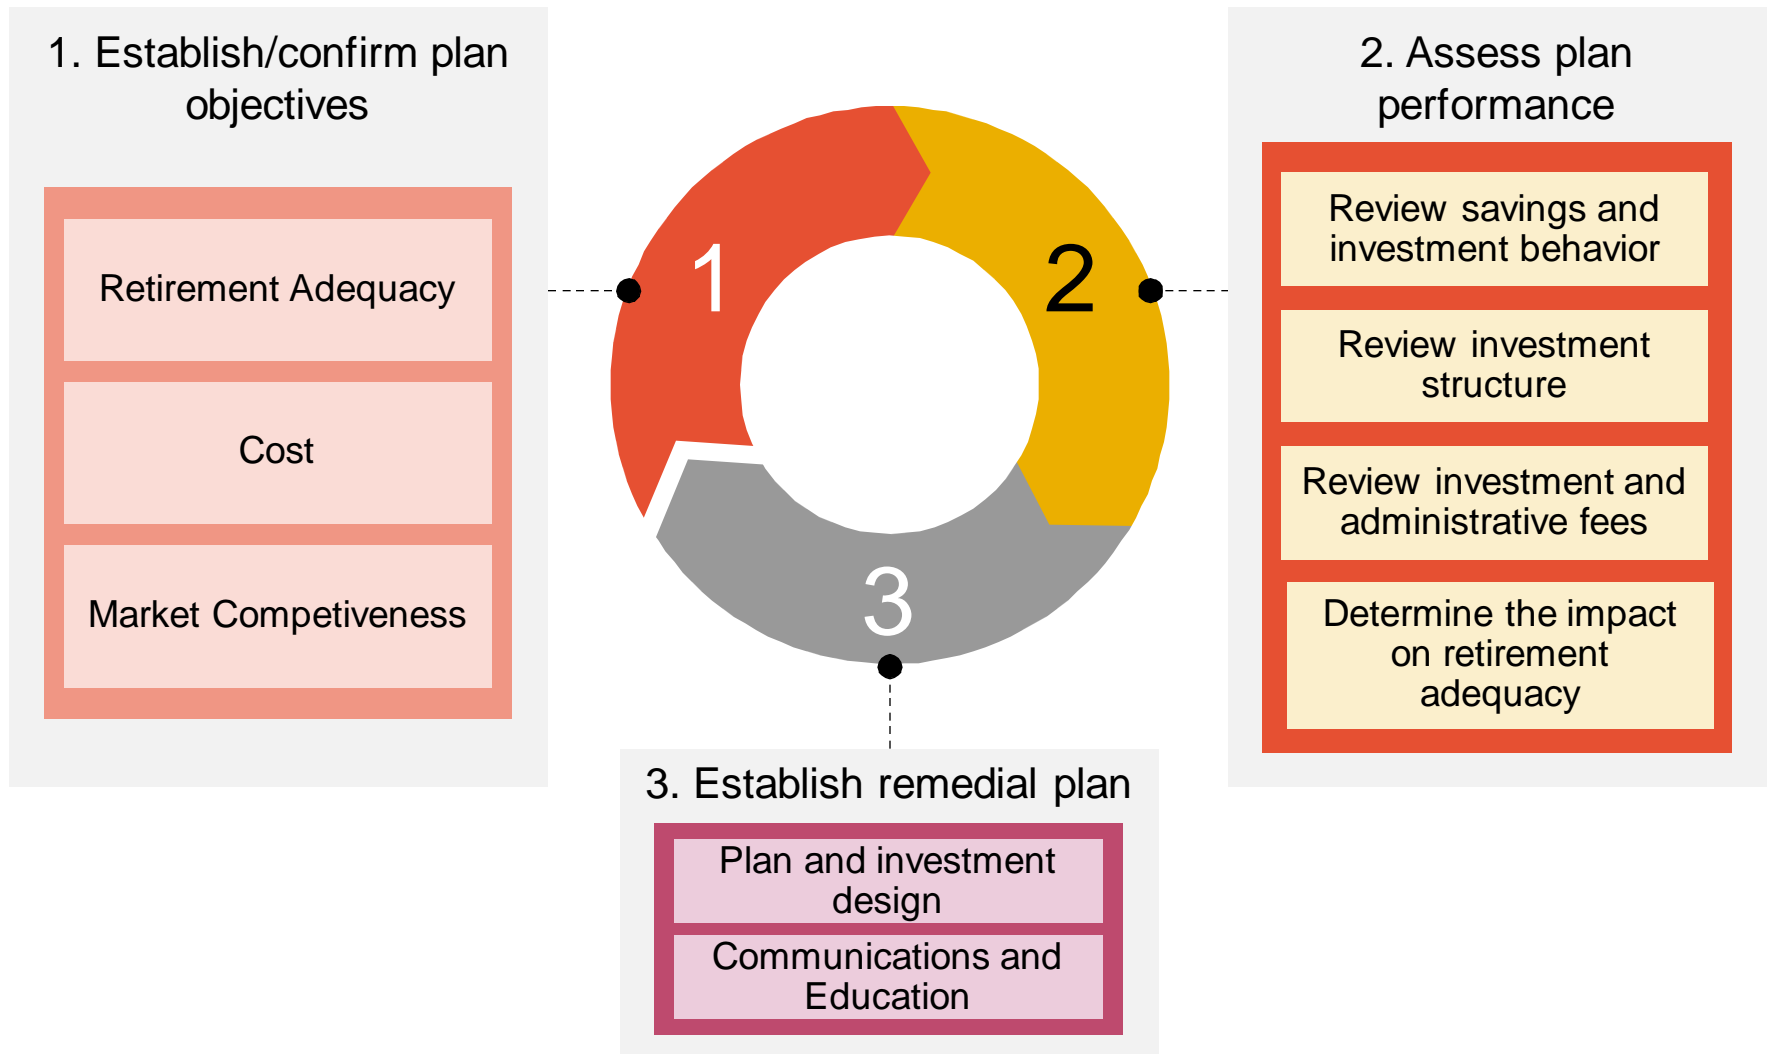 1. Establish/confirm plan
objectives
Retirement Adequacy
Cost
Market Competiveness
1
2
3
2. Assess plan
performance
Review savings and
investment behavior
Review investment
structure
Review investment and
administrative fees
Determine the impact
on retirement
adequacy
3. Establish remedial plan
Plan and investment
design
Communications and
Education